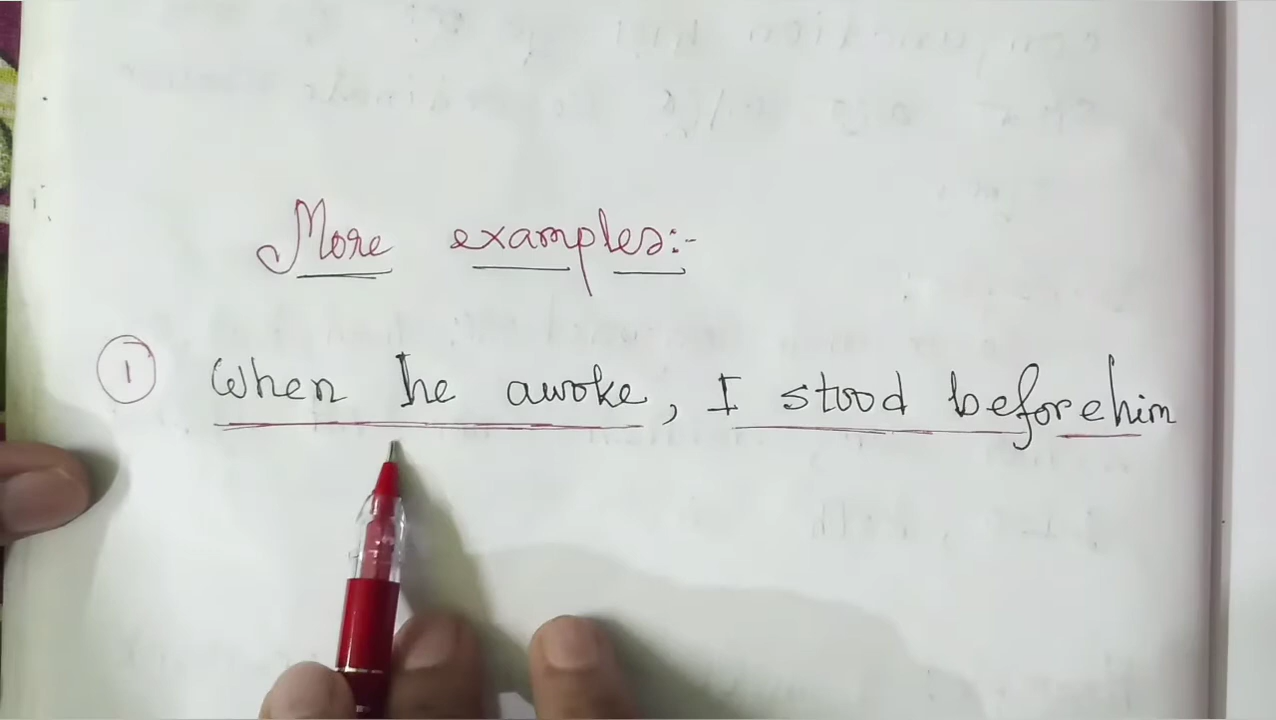 More examples:-
① When he awoke, I stood before him